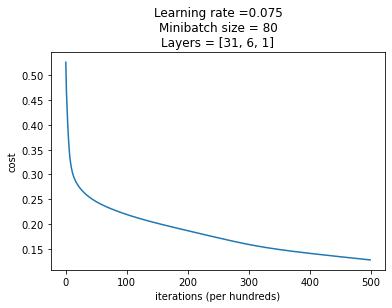 Learning rate =0.075
Minibatch size = 80
Layers = [31, 6, 1]
0.50
0.45
0.40
0.35
0.30
0.25
0.20
0.15
cost
0 100 200 300 400 500
iterations (per hundreds)